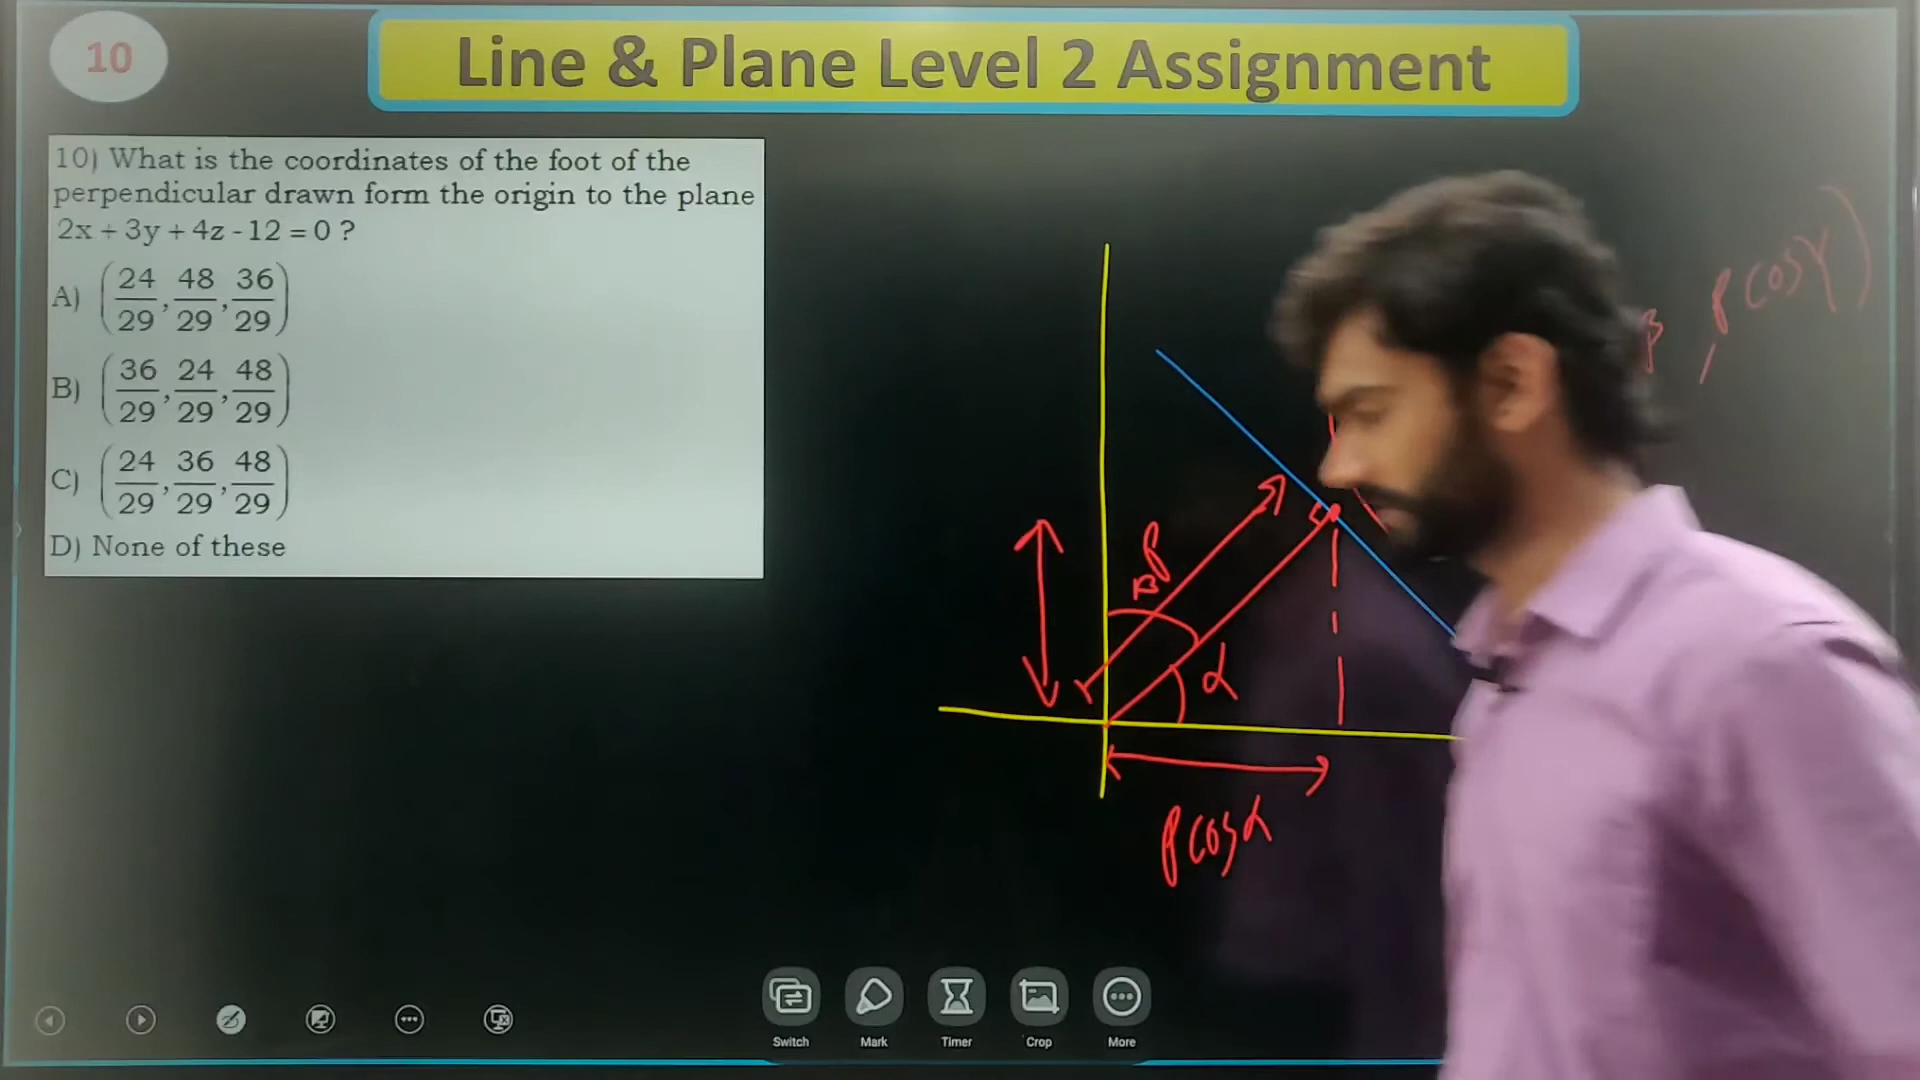 10
Line & Plane Level 2 Assignment
10) What is the coordinates of the foot of the
perpendicular drawn form the origin to the plane
2x + 3y + 4z - 12 = 0 ?
A) (24/29, 48/29, 36/29)
B) (36/29, 24/29, 48/29)
C) (24/29, 36/29, 48/29)
D) None of these
β , p cos γ )
p
β
α
p cos α
Switch
Mark
Timer
Crop
More